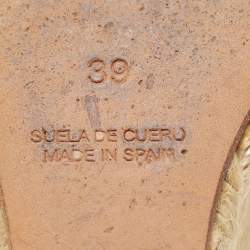 39
SUELA DE CUERO
MADE IN SPAIN